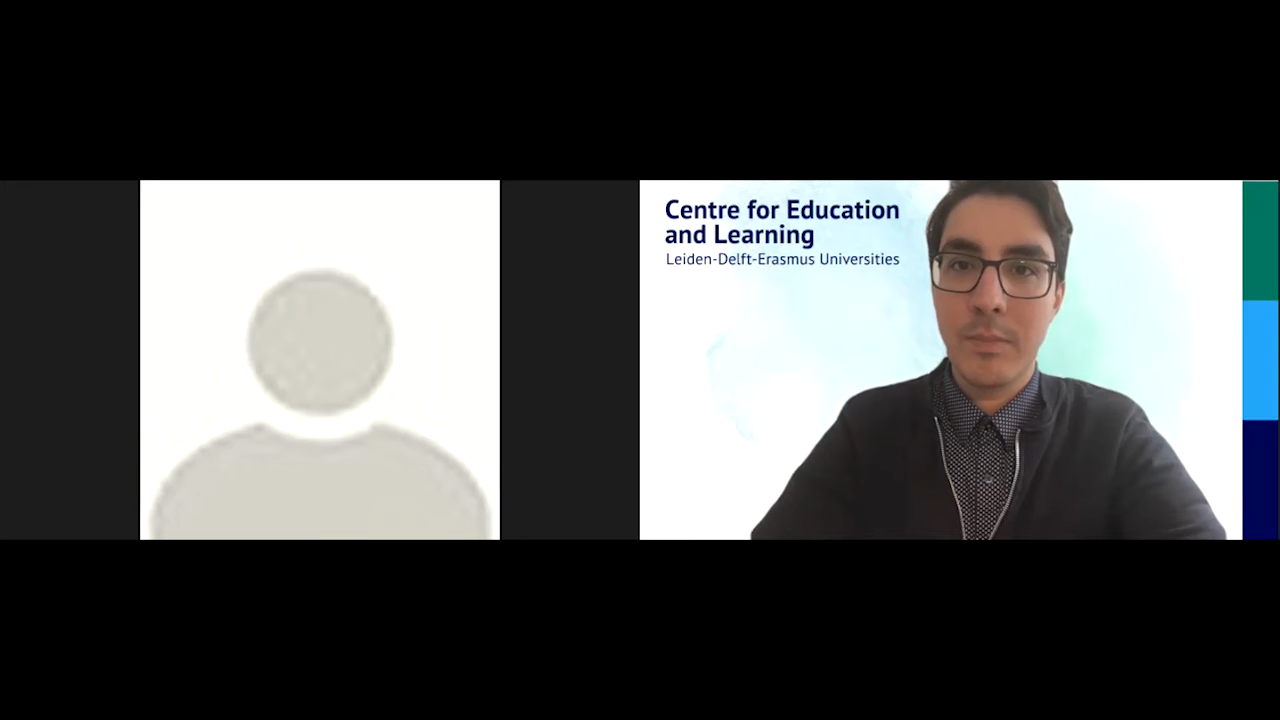 Centre for Education
and Learning
Leiden-Delft-Erasmus Universities